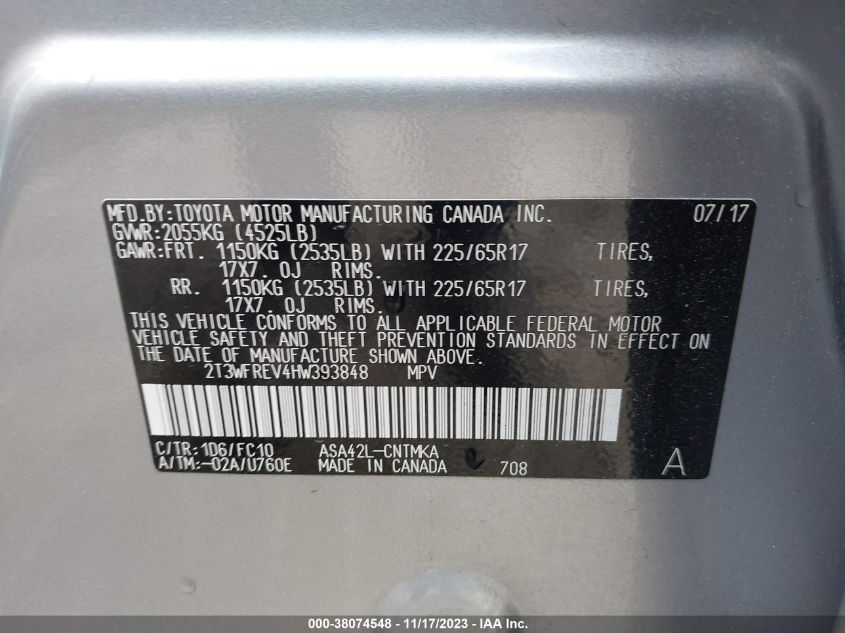 MFD.BY:TOYOTA MOTOR MANUFACTURING CANADA INC. 07/17
GVWR:2055KG (4525LB)
GAWR:FRT. 1150KG (2535LB) WITH 225/65R17 TIRES,
17X7.0J RIMS.
RR. 1150KG (2535LB) WITH 225/65R17 TIRES,
17X7.0J RIMS.
THIS VEHICLE CONFORMS TO ALL APPLICABLE FEDERAL MOTOR
VEHICLE SAFETY AND THEFT PREVENTION STANDARDS IN EFFECT ON
THE DATE OF MANUFACTURE SHOWN ABOVE.
2T3WFREV4HW393848 MPV
C/TR:1D6/FC10 ASA42L-CNTMKA
A/TM:-02A/U760E MADE IN CANADA 708 A
000-38074548 - 11/17/2023 - IAAI.COM